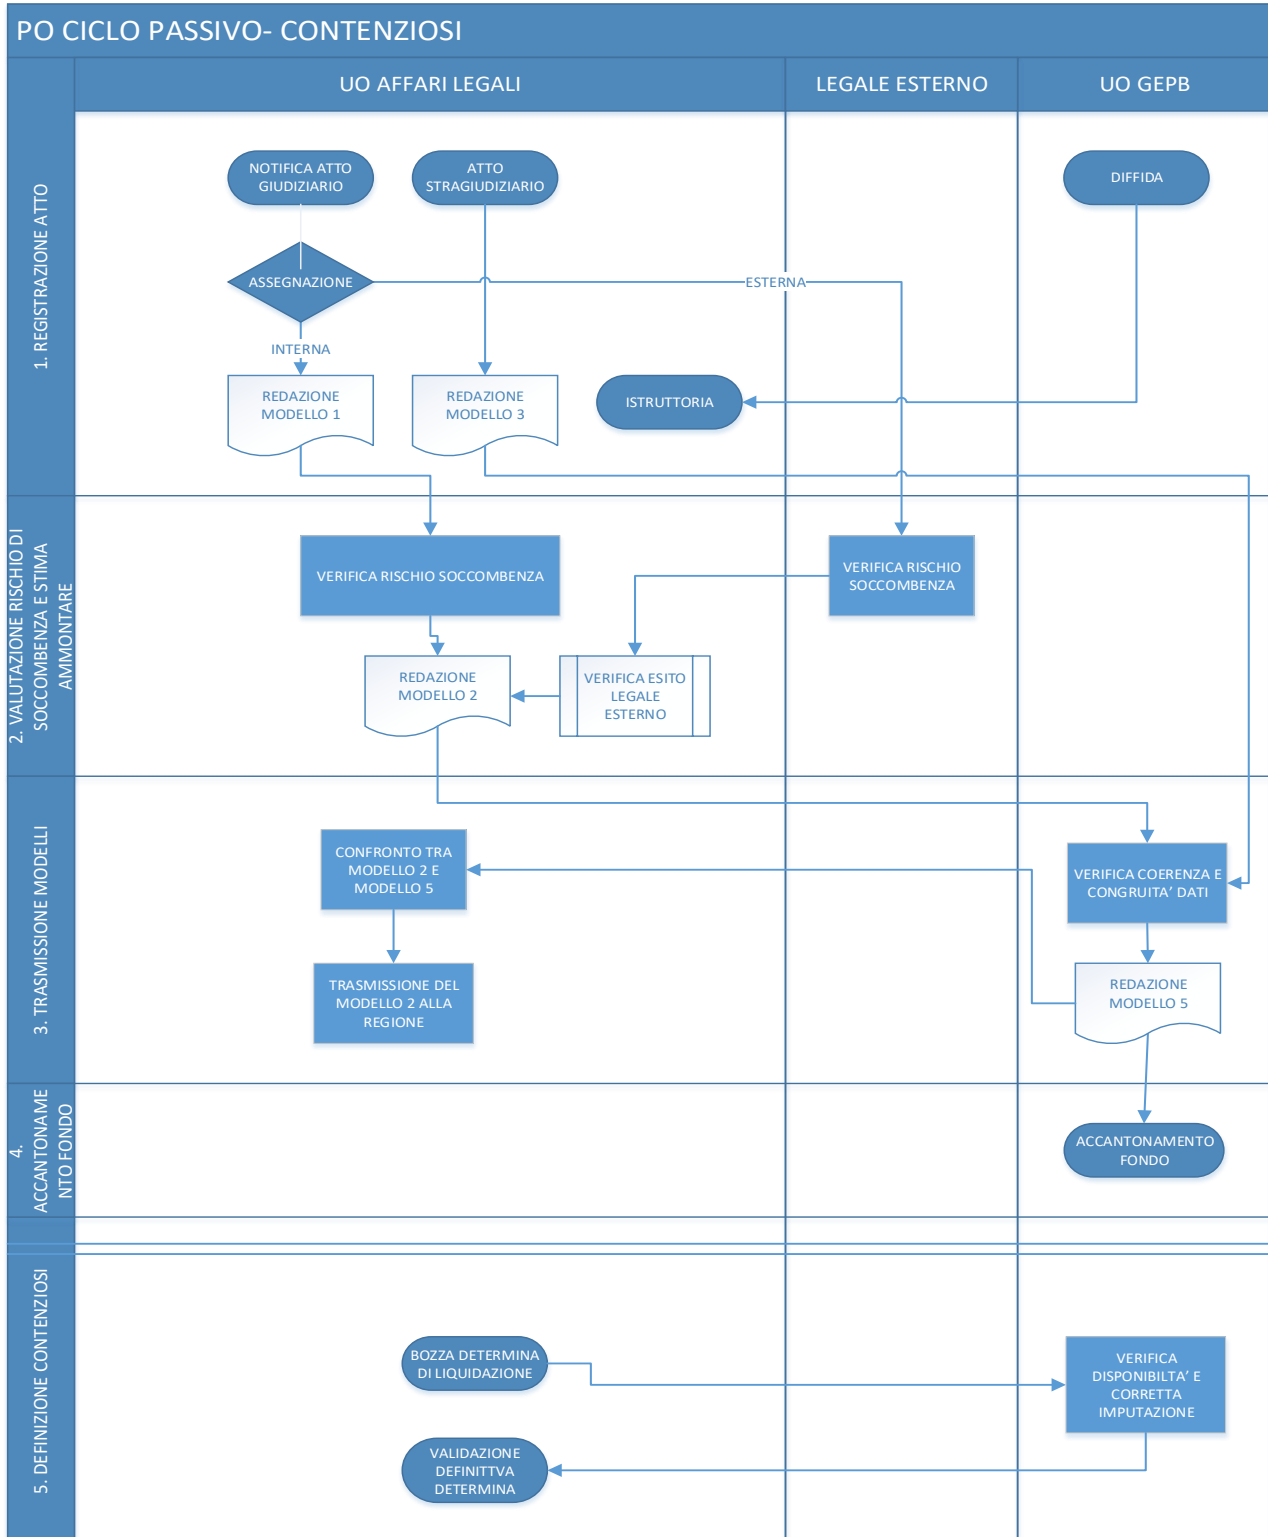 PO CICLO PASSIVO- CONTENZIOSI
UO AFFARI LEGALI
LEGALE ESTERNO
UO GEPB
1. REGISTRAZIONE ATTO
NOTIFICA ATTO
GIUDIZIARIO
ATTO
STRAGIUDIZIARIO
DIFFIDA
ASSEGNAZIONE
ESTERNA
INTERNA
REDAZIONE
MODELLO 1
REDAZIONE
MODELLO 3
ISTRUTTORIA
2. VALUTAZIONE RISCHIO DI
SOCCOMBENZA E STIMA
AMMONTARE
VERIFICA RISCHIO SOCCOMBENZA
VERIFICA RISCHIO
SOCCOMBENZA
REDAZIONE
MODELLO 2
VERIFICA ESITO
LEGALE
ESTERNO
3. TRASMISSIONE MODELLI
CONFRONTO TRA
MODELLO 2 E
MODELLO 5
VERIFICA COERENZA E
CONGRUITA’ DATI
TRASMISSIONE DEL
MODELLO 2 ALLA
REGIONE
REDAZIONE
MODELLO 5
4.
ACCANTONAME
NTO FONDO
ACCANTONAMENTO
FONDO
5. DEFINIZIONE CONTENZIOSI
BOZZA DETERMINA
DI LIQUIDAZIONE
VERIFICA
DISPONIBILTA’ E
CORRETTA
IMPUTAZIONE
VALIDAZIONE
DEFINITTVA
DETERMINA